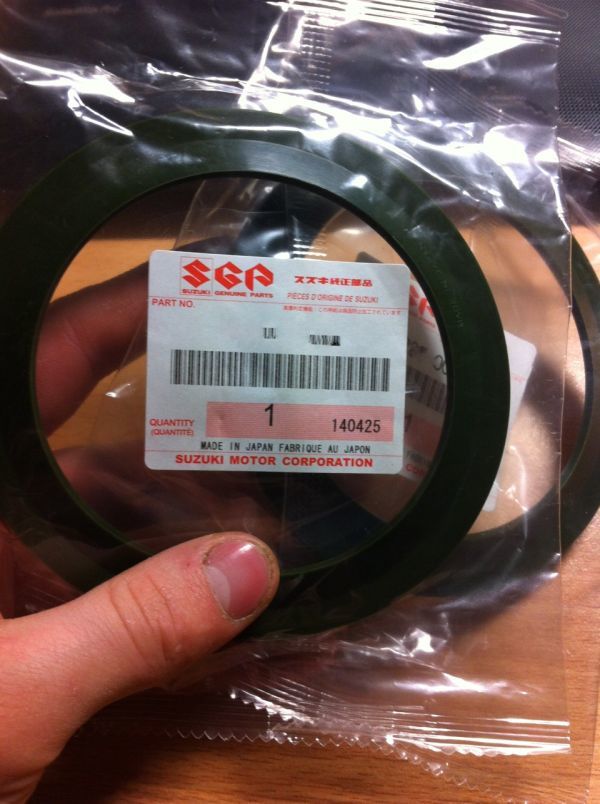 SGP
スズキ純正部品
SUZUKI GENUINE PARTS
PIECES D'ORIGINE DE SUZUKI
PART NO.
QUANTITY
(QUANTITÉ)
1
140425
MADE IN JAPAN FABRIQUE AU JAPON
SUZUKI MOTOR CORPORATION
1